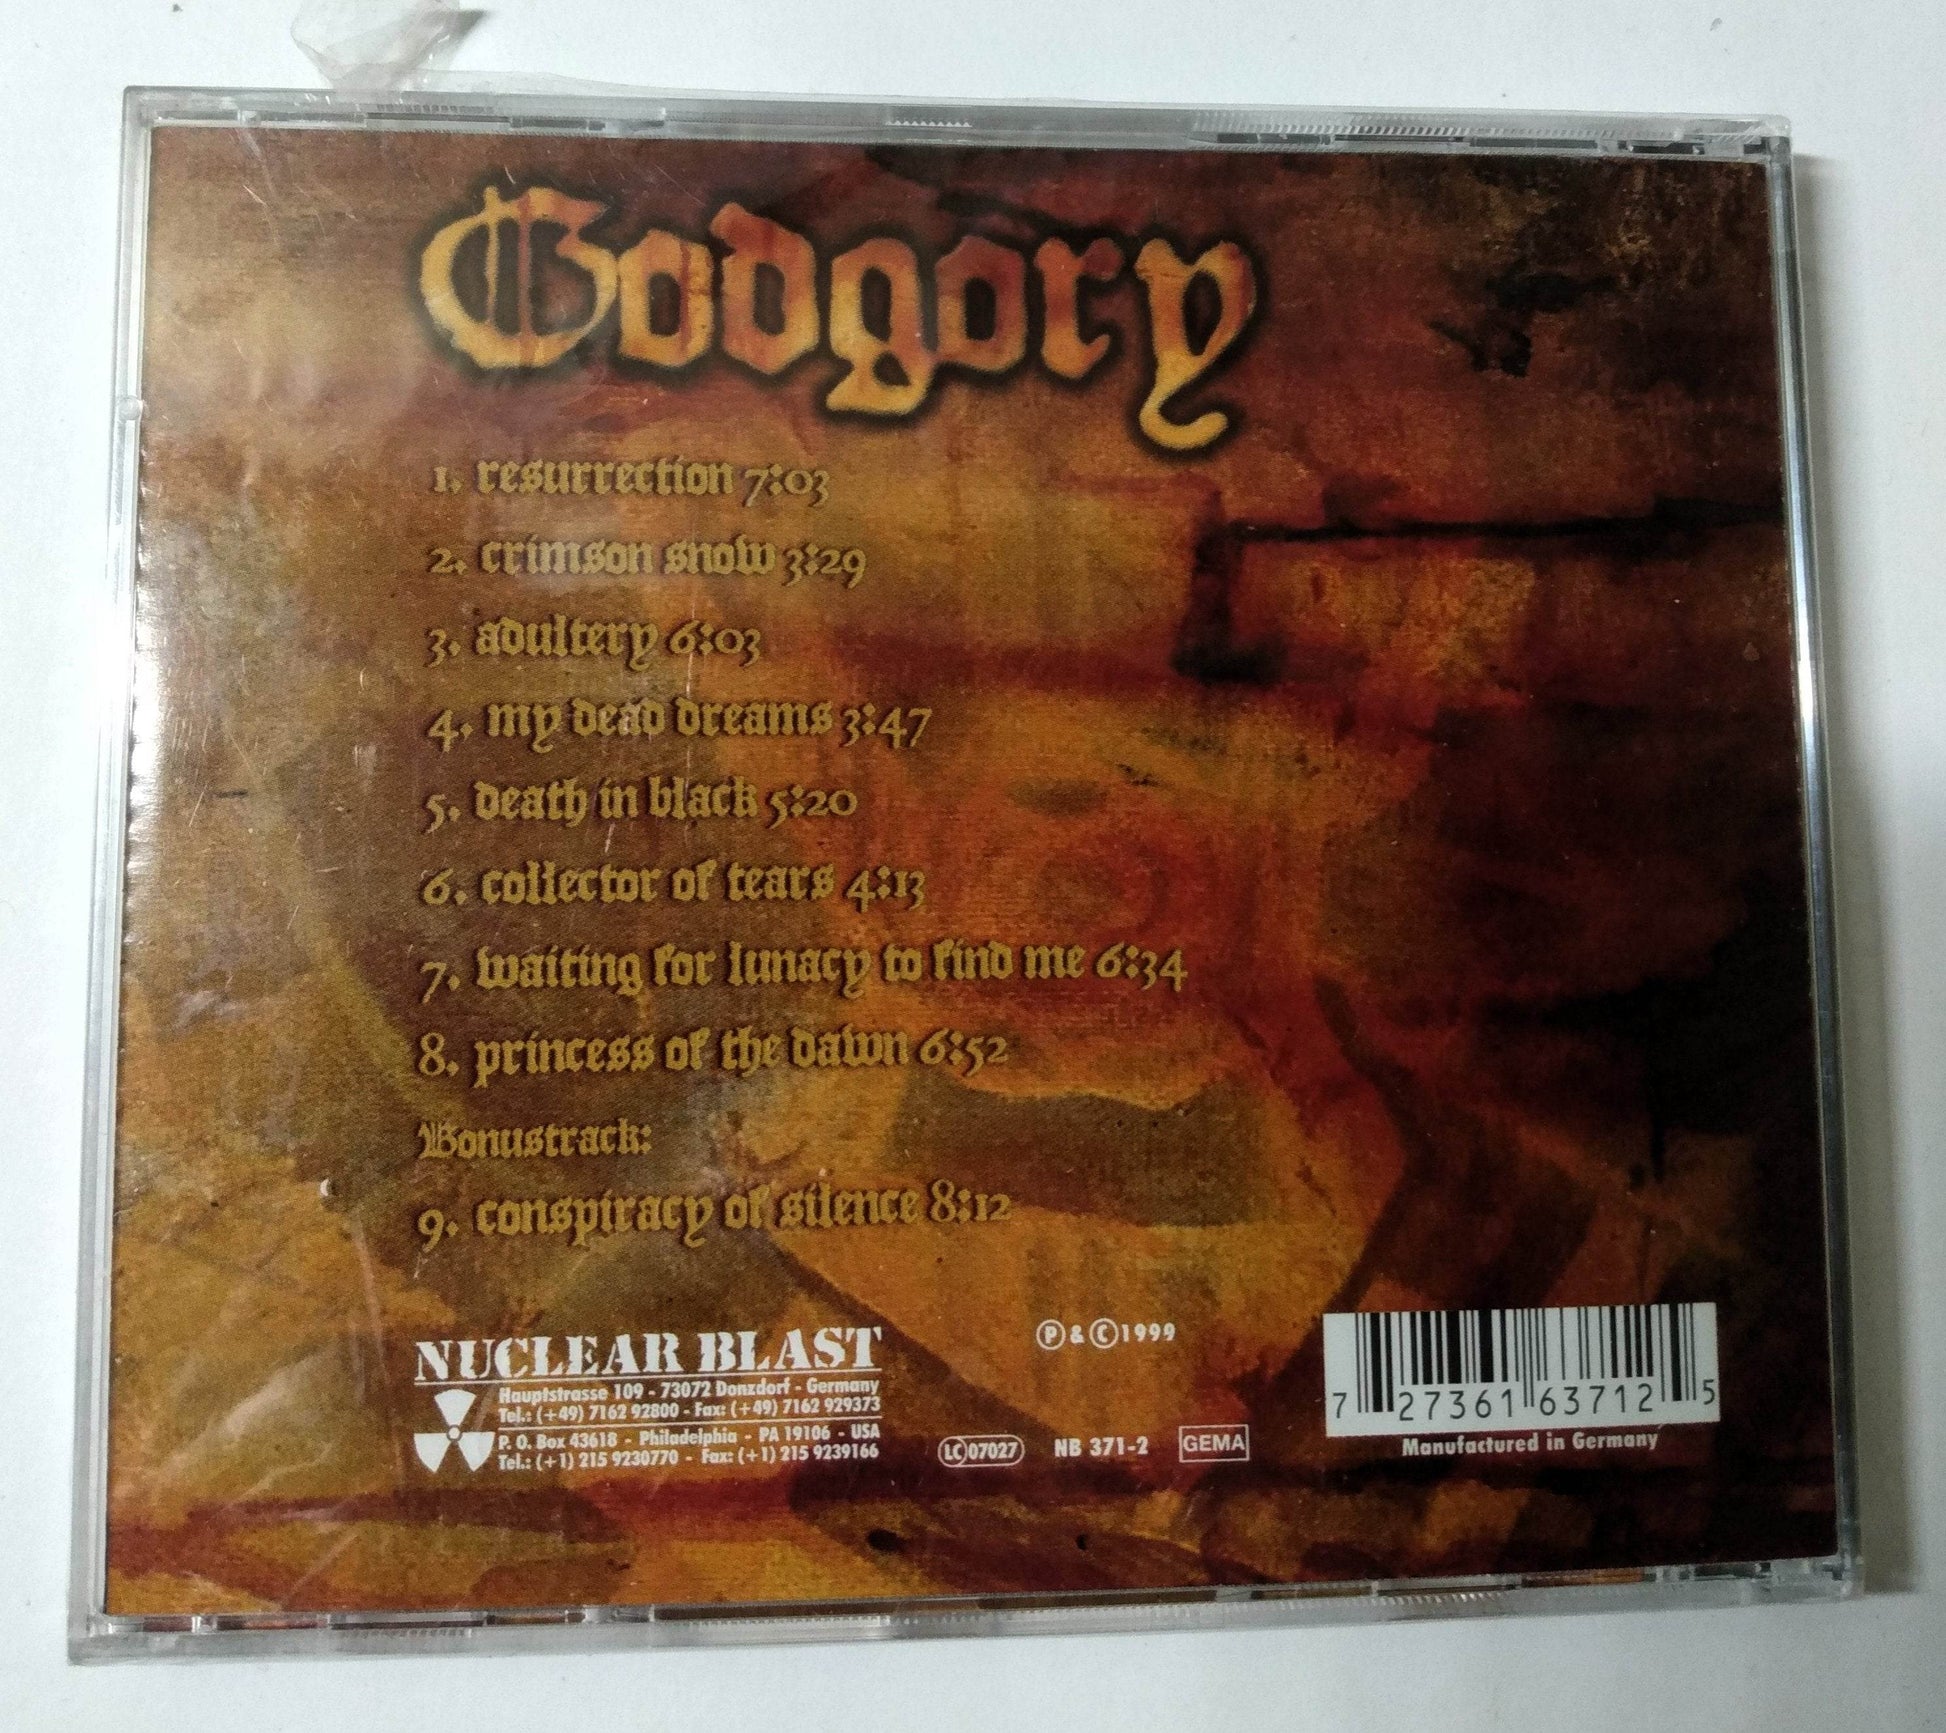 Godgory
1. resurrection 7:03
2. crimson snow 3:29
3. adultery 6:03
4. my dead dreams 3:47
5. death in black 5:20
6. collector of tears 4:13
7. waiting for lunacy to find me 6:34
8. princess of the dawn 6:52
Bonustrack:
9. conspiracy of silence 8:12
NUCLEAR BLAST
Hauptstrasse 109 - 73072 Donzdorf - Germany
Tel.: (+49) 7162 92800 - Fax: (+49) 7162 929373
P. O. Box 43618 - Philadelphia - PA 19106 - USA
Tel.: (+1) 215 9230770 - Fax: (+1) 215 9239166
Ⓟ & Ⓒ 1999
LC 07027
NB 371-2
GEMA
7 27361 63712 5
Manufactured in Germany